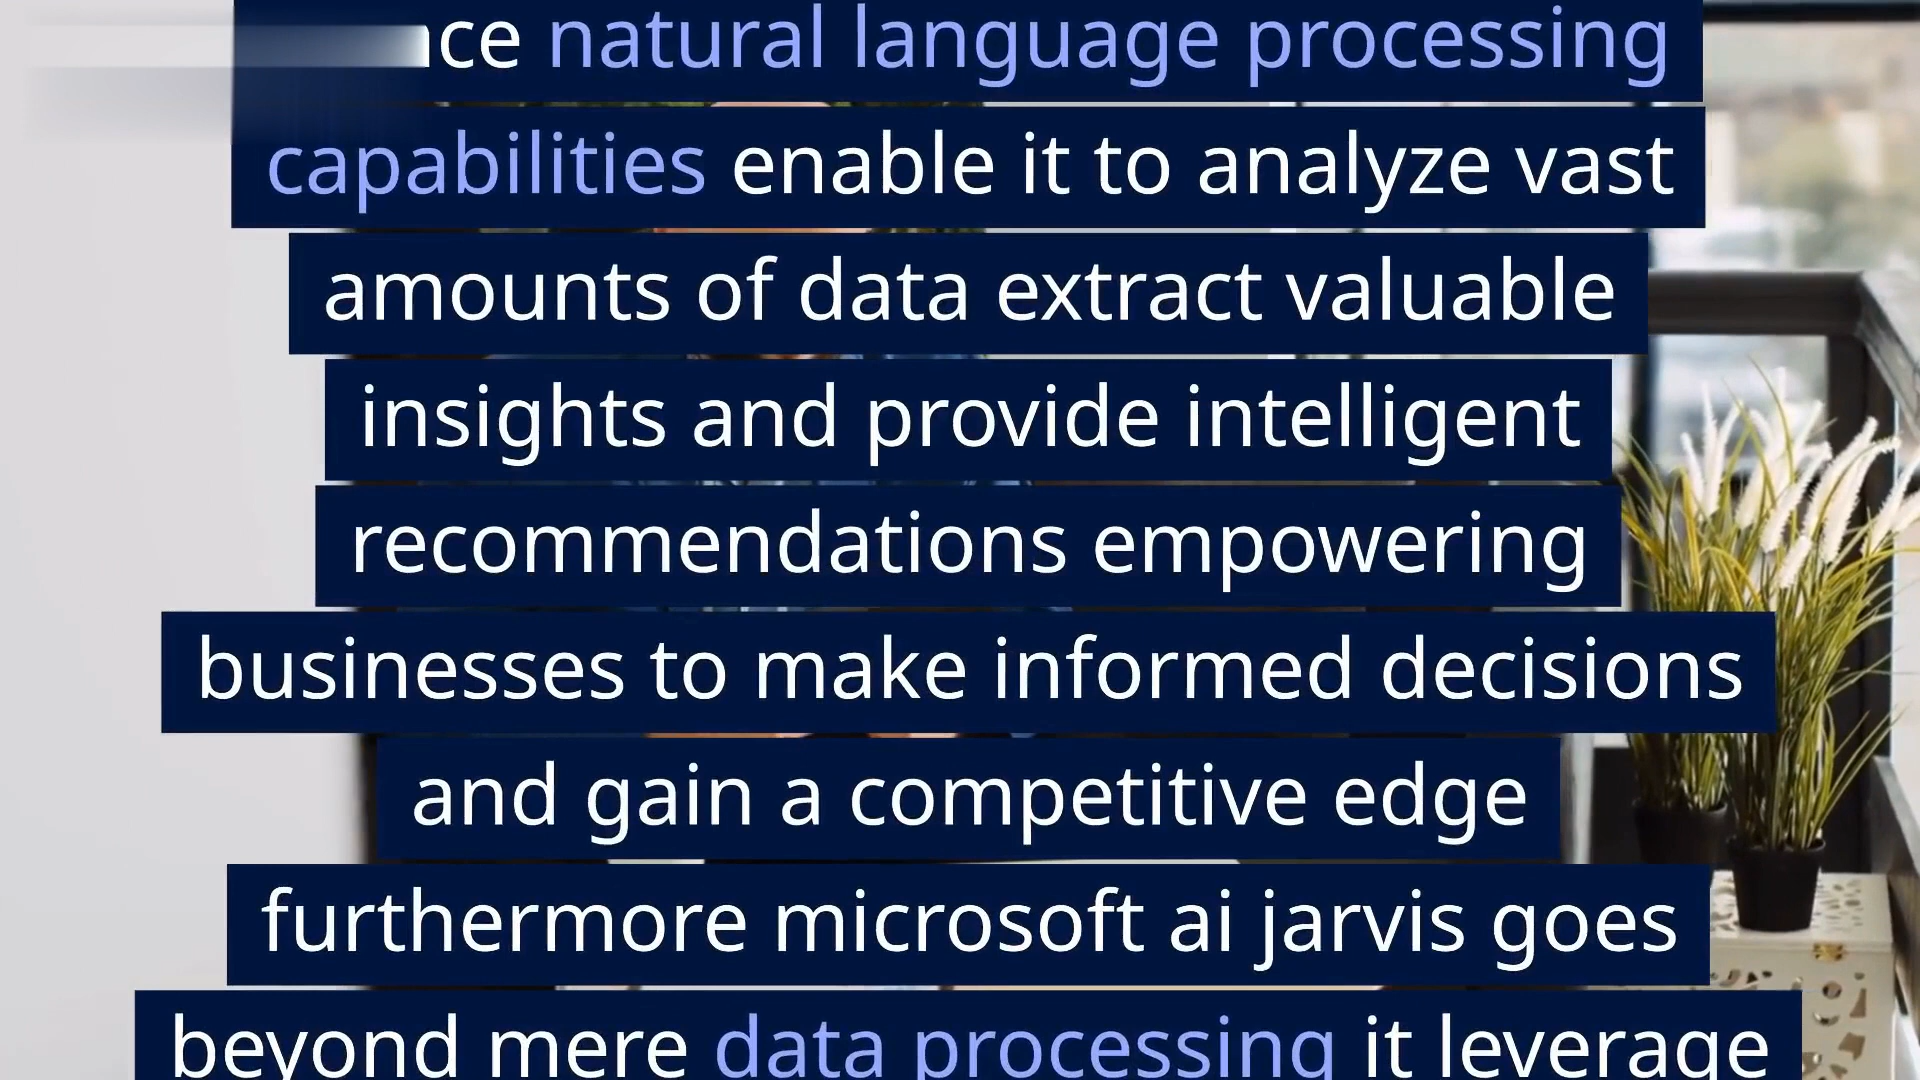 natural language processing
capabilities enable it to analyze vast
amounts of data extract valuable
insights and provide intelligent
recommendations empowering
businesses to make informed decisions
and gain a competitive edge
furthermore microsoft ai jarvis goes
beyond mere data processing it leverage